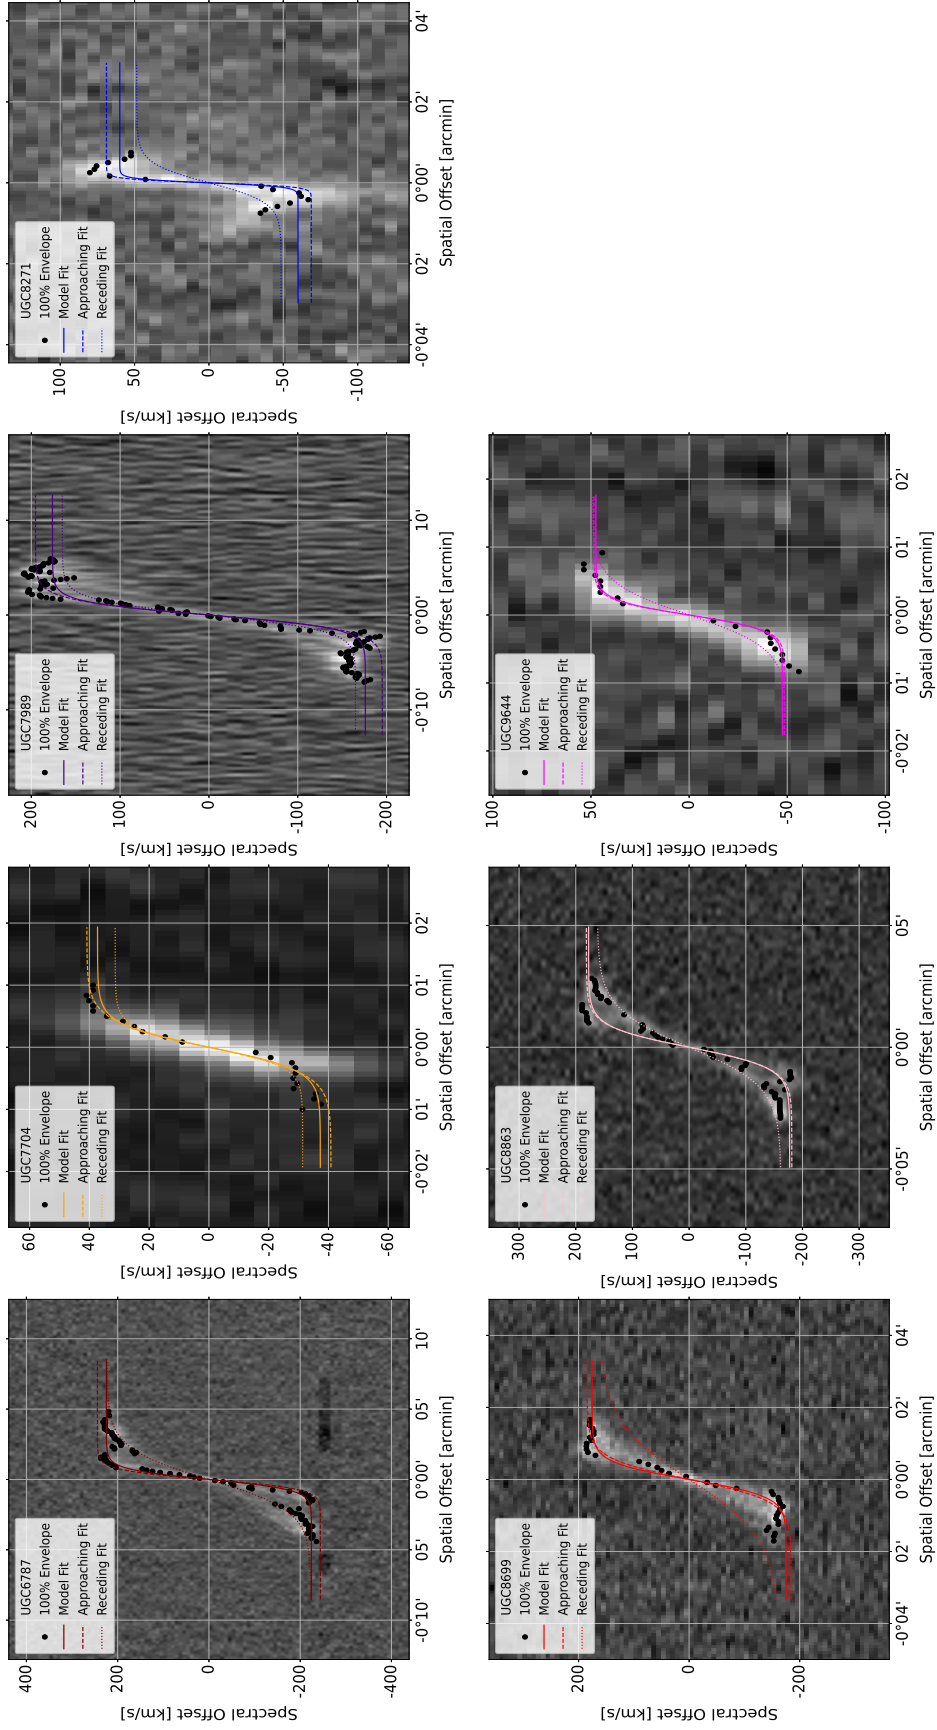 UGC6787
100% Envelope
Model Fit
Approaching Fit
Receding Fit
400
200
0
-200
-400
Spectral Offset [km/s]
-0°10'
05'
0°00'
05'
10'
Spatial Offset [arcmin]
UGC7704
100% Envelope
Model Fit
Approaching Fit
Receding Fit
60
40
20
0
-20
-40
-60
Spectral Offset [km/s]
-0°02'
01'
0°00'
01'
02'
Spatial Offset [arcmin]
UGC7989
100% Envelope
Model Fit
Approaching Fit
Receding Fit
200
100
0
-100
-200
Spectral Offset [km/s]
-0°10'
0°00'
10'
Spatial Offset [arcmin]
UGC8271
100% Envelope
Model Fit
Approaching Fit
Receding Fit
100
50
0
-50
-100
Spectral Offset [km/s]
-0°04'
02'
0°00'
02'
04'
Spatial Offset [arcmin]
UGC8699
100% Envelope
Model Fit
Approaching Fit
Receding Fit
200
0
-200
Spectral Offset [km/s]
-0°04'
02'
0°00'
02'
04'
Spatial Offset [arcmin]
UGC8863
100% Envelope
Model Fit
Approaching Fit
Receding Fit
300
200
100
0
-100
-200
-300
Spectral Offset [km/s]
-0°05'
0°00'
05'
Spatial Offset [arcmin]
UGC9644
100% Envelope
Model Fit
Approaching Fit
Receding Fit
100
50
0
-50
-100
Spectral Offset [km/s]
-0°02'
01'
0°00'
01'
02'
Spatial Offset [arcmin]